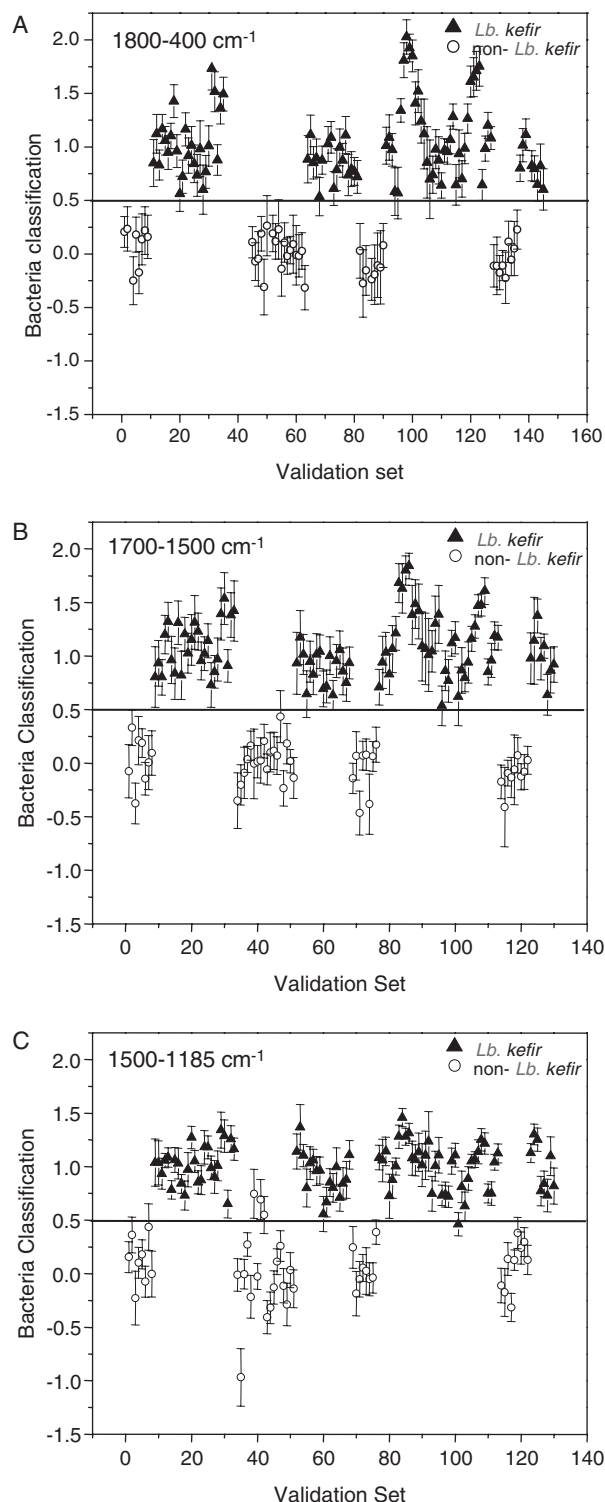 A
1800-400 cm-1
Lb. kefir
non- Lb. kefir
2.0
1.5
1.0
0.5
0.0
-0.5
-1.0
-1.5
Bacteria classification
0 20 40 60 80 100 120 140 160
Validation set
B
1700-1500 cm-1
Lb. kefir
non- Lb. kefir
2.0
1.5
1.0
0.5
0.0
-0.5
-1.0
-1.5
Bacteria Classification
0 20 40 60 80 100 120 140
Validation Set
C
1500-1185 cm-1
Lb. kefir
non- Lb. kefir
2.0
1.5
1.0
0.5
0.0
-0.5
-1.0
-1.5
Bacteria Classification
0 20 40 60 80 100 120 140
Validation Set